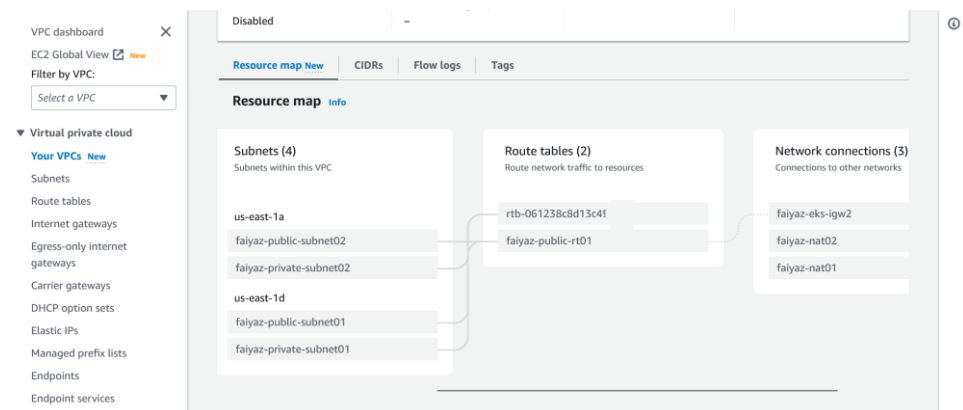 VPC dashboard
EC2 Global View New
Filter by VPC:
Select a VPC
Virtual private cloud
Your VPCs New
Subnets
Route tables
Internet gateways
Egress-only internet
gateways
Carrier gateways
DHCP option sets
Elastic IPs
Managed prefix lists
Endpoints
Endpoint services
Disabled –
Resource map New CIDRs Flow logs Tags
Resource map Info
Subnets (4)
Subnets within this VPC
us-east-1a
faiyaz-public-subnet02
faiyaz-private-subnet02
us-east-1d
faiyaz-public-subnet01
faiyaz-private-subnet01
Route tables (2)
Route network traffic to resources
faiyaz-public-rt01
Network connections (3)
Connections to other networks
faiyaz-eks-igw2
faiyaz-nat02
faiyaz-nat01